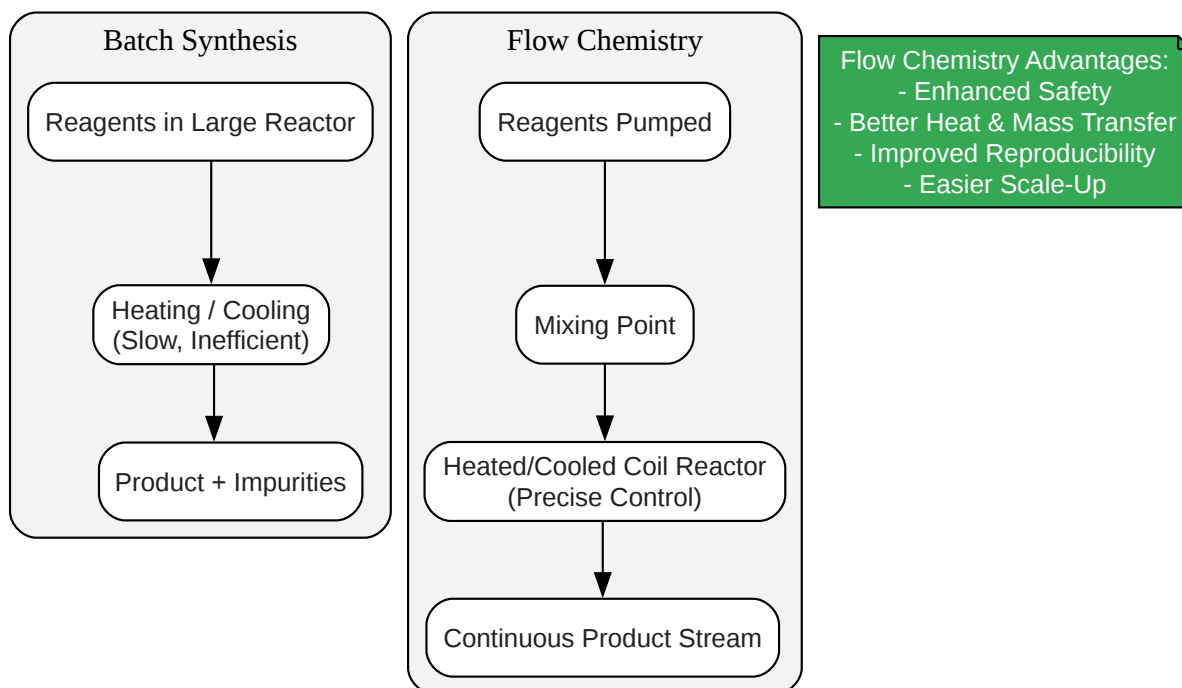 Batch Synthesis
Reagents in Large Reactor
Heating / Cooling
(Slow, Inefficient)
Product + Impurities
Flow Chemistry
Reagents Pumped
Mixing Point
Heated/Cooled Coil Reactor
(Precise Control)
Continuous Product Stream
Flow Chemistry Advantages:
- Enhanced Safety
- Better Heat & Mass Transfer
- Improved Reproducibility
- Easier Scale-Up